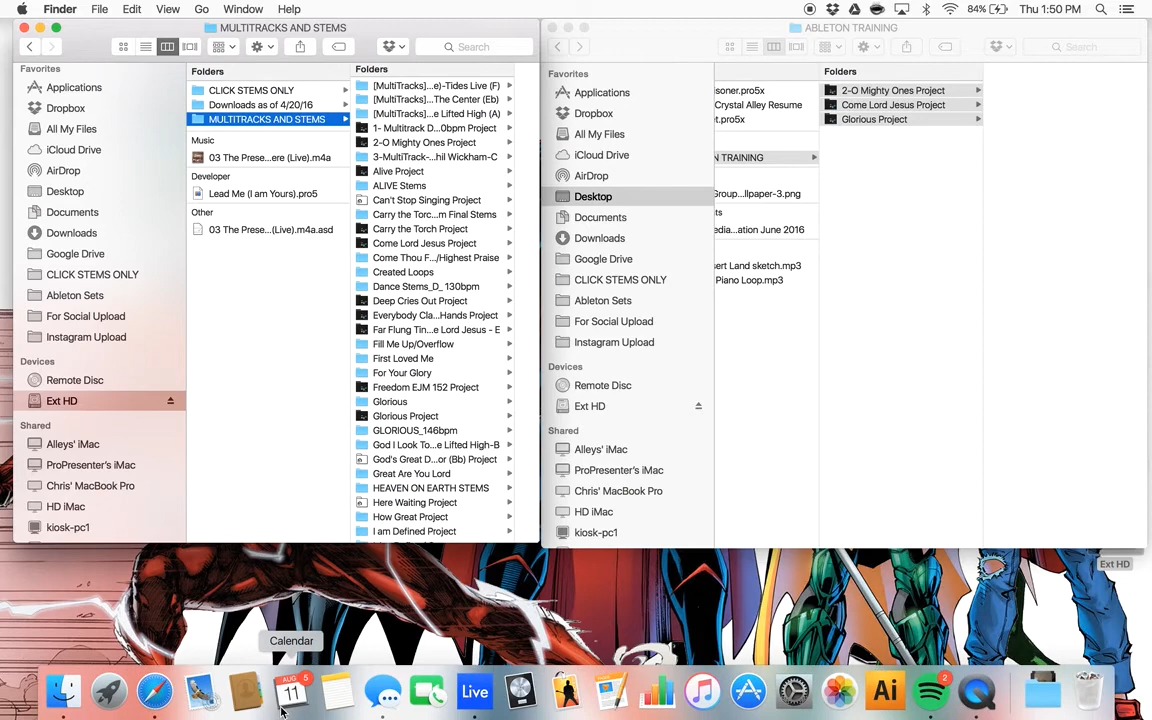 Finder File Edit View Go Window Help 84% Thu 1:50 PM
MULTITRACKS AND STEMS
Search
Favorites
Applications
Dropbox
All My Files
iCloud Drive
AirDrop
Desktop
Documents
Downloads
Google Drive
CLICK STEMS ONLY
Ableton Sets
For Social Upload
Instagram Upload
Devices
Remote Disc
Ext HD
Shared
Alleys' iMac
ProPresenter's iMac
Chris' MacBook Pro
HD iMac
kiosk-pc1
Folders
CLICK STEMS ONLY
Downloads as of 4/20/16
MULTITRACKS AND STEMS
Music
03 The Prese...ere (Live).m4a
Developer
Lead Me (I am Yours).pro5
Other
03 The Prese...(Live).m4a.asd
Folders
[MultiTracks]...e)-Tides Live (F)
[MultiTracks]...The Center (Eb)
[MultiTracks]...e Lifted High (A)
1- Multitrack D...0bpm Project
2-O Mighty Ones Project
3-MultiTrack-...hil Wickham-C
Alive Project
ALIVE Stems
Can't Stop Singing Project
Carry the Torc...m Final Stems
Carry the Torch Project
Come Lord Jesus Project
Come Thou F.../Highest Praise
Created Loops
Dance Stems_D_ 130bpm
Deep Cries Out Project
Everybody Cla...Hands Project
Far Flung Tin...e Lord Jesus - E
Fill Me Up/Overflow
First Loved Me
For Your Glory
Freedom EJM 152 Project
Glorious
Glorious Project
GLORIOUS_146bpm
God I Look To...e Lifted High-B
God's Great D...or (Bb) Project
Great Are You Lord
HEAVEN ON EARTH STEMS
Here Waiting Project
How Great Project
I am Defined Project
ABLETON TRAINING
Search
Favorites
Applications
Dropbox
All My Files
iCloud Drive
AirDrop
Desktop
Documents
Downloads
Google Drive
CLICK STEMS ONLY
Ableton Sets
For Social Upload
Instagram Upload
Devices
Remote Disc
Ext HD
Shared
Alleys' iMac
ProPresenter's iMac
Chris' MacBook Pro
HD iMac
kiosk-pc1
soner.pro5x
Crystal Alley Resume
et.pro5x
N TRAINING
Group...llpaper-3.png
ts
edia...ation June 2016
sert Land sketch.mp3
Piano Loop.mp3
Folders
2-O Mighty Ones Project
Come Lord Jesus Project
Glorious Project
Ext HD
Calendar
AUG
11
5
Live
Ai
2